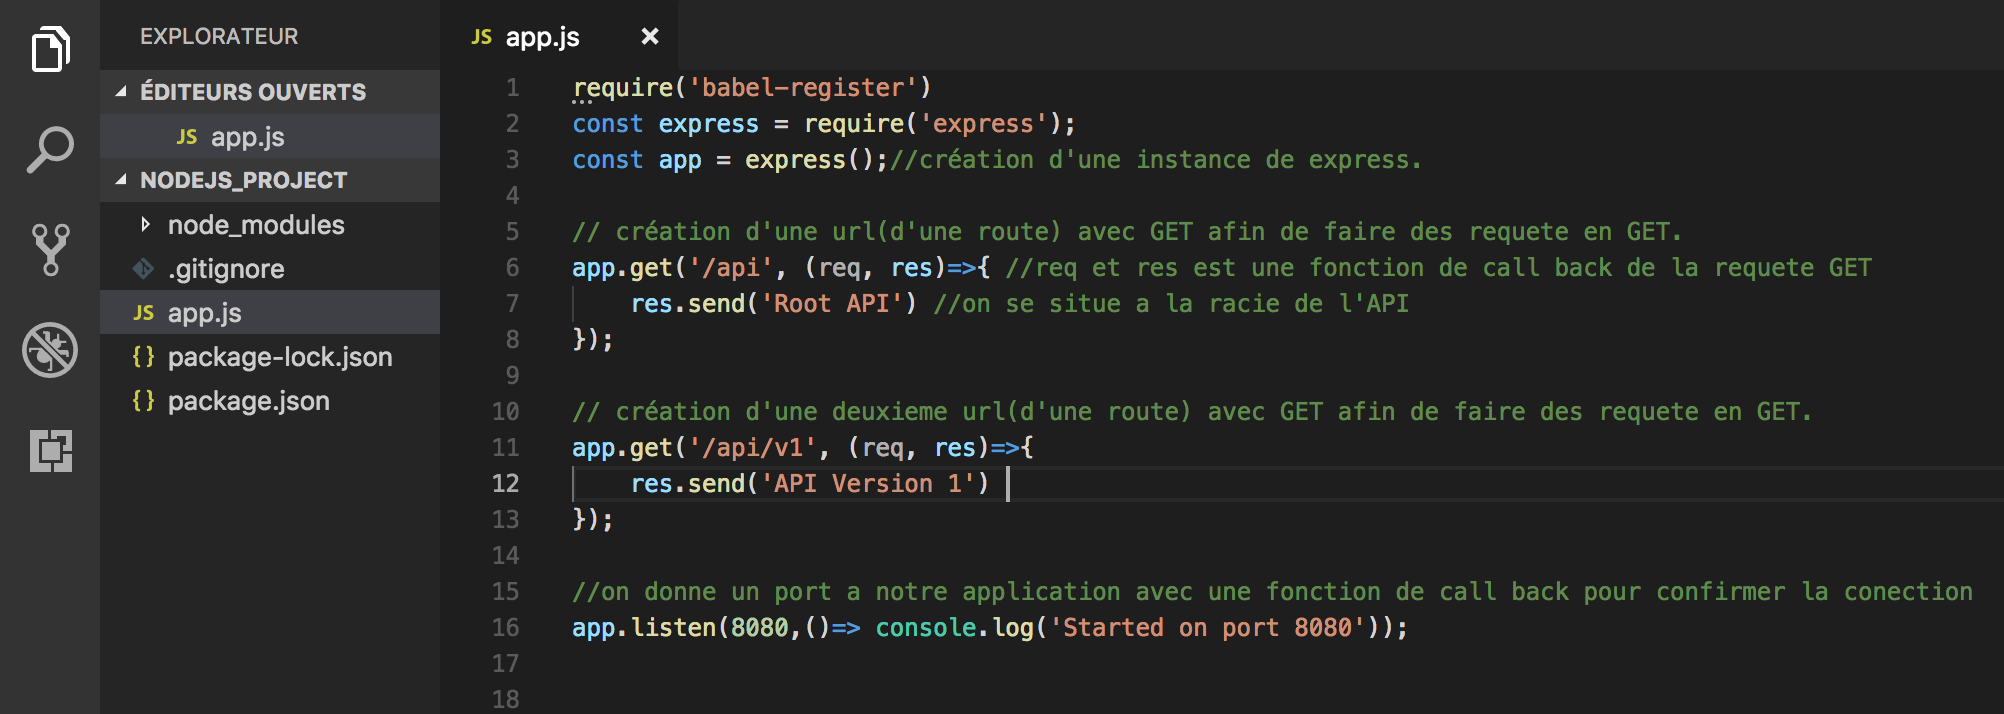 EXPLORATEUR
ÉDITEURS OUVERTS
JS app.js
NODEJS_PROJECT
node_modules
.gitignore
JS app.js
{} package-lock.json
{} package.json
JS app.js ×
1 require('babel-register')
2 const express = require('express');
3 const app = express();//création d'une instance de express.
4
5 // création d'une url(d'une route) avec GET afin de faire des requete en GET.
6 app.get('/api', (req, res)=>{ //req et res est une fonction de call back de la requete GET
7     res.send('Root API') //on se situe a la racie de l'API
8 });
9
10 // création d'une deuxieme url(d'une route) avec GET afin de faire des requete en GET.
11 app.get('/api/v1', (req, res)=>{
12     res.send('API Version 1')
13 });
14
15 //on donne un port a notre application avec une fonction de call back pour confirmer la conection
16 app.listen(8080,()=> console.log('Started on port 8080'));
17
18